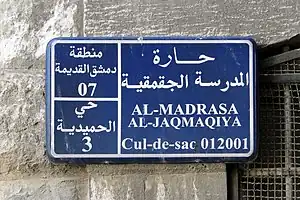 حارة
المدرسة الجقمقية
AL-MADRASA
AL-JAQMAQIYA
Cul-de-sac 012001
منطقة
دمشق القديمة
07
حي
الحميدية
3